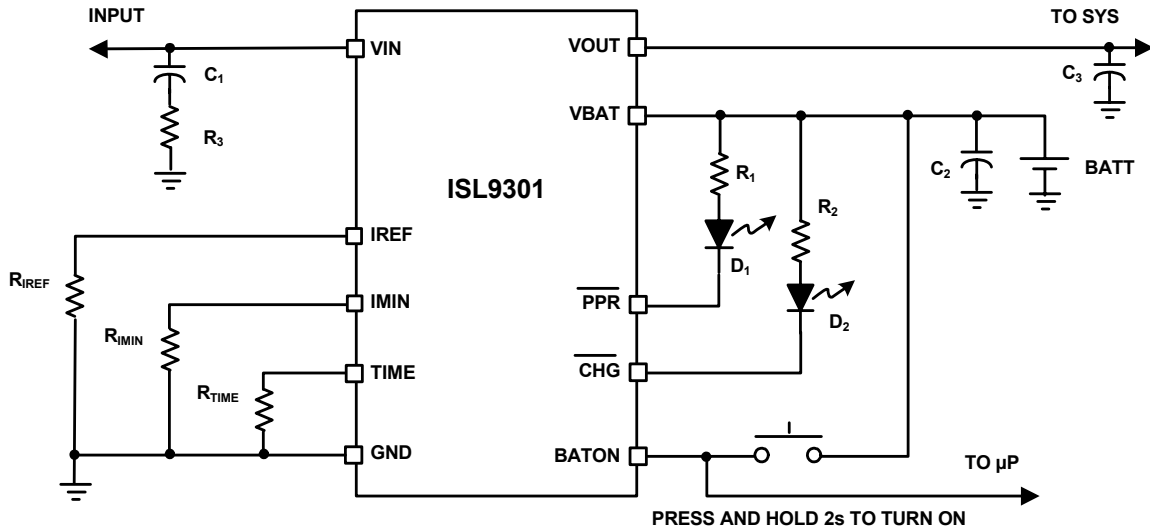 INPUT
TO SYS
VIN
VOUT
C1
R3
C3
VBAT
ISL9301
R1
C2
BATT
R2
IREF
D1
RIREF
IMIN
PPR
D2
RIMIN
TIME
CHG
RTIME
GND
BATON
TO µP
PRESS AND HOLD 2s TO TURN ON